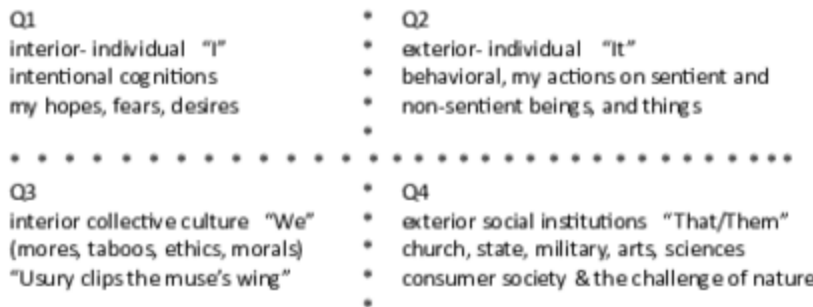 Q1
interior- individual "I"
intentional cognitions
my hopes, fears, desires
Q2
exterior- individual "It"
behavioral, my actions on sentient and
non-sentient beings, and things
Q3
interior collective culture "We"
(mores, taboos, ethics, morals)
"Usury clips the muse's wing"
Q4
exterior social institutions "That/Them"
church, state, military, arts, sciences
consumer society & the challenge of nature